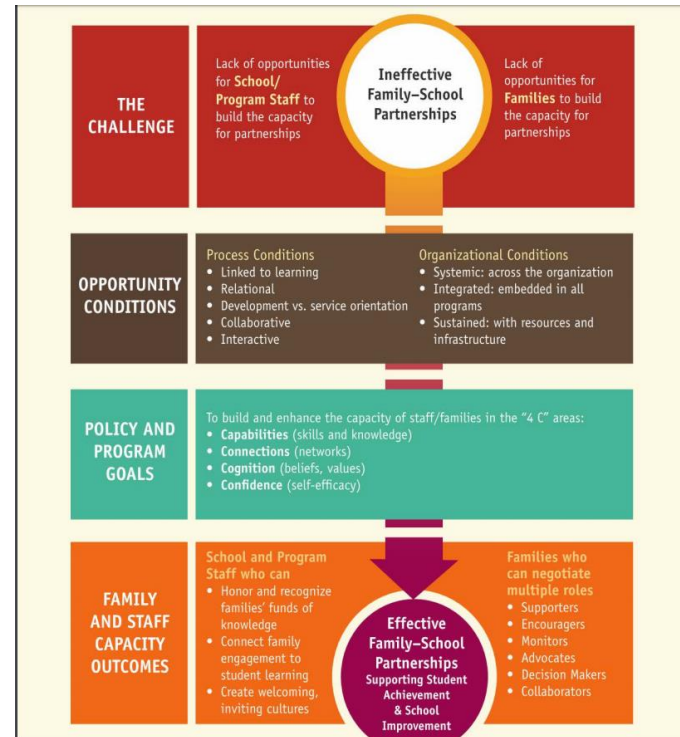 THE
CHALLENGE
Lack of opportunities
for School/
Program Staff to
build the capacity
for partnerships
Ineffective
Family–School
Partnerships
Lack of
opportunities for
Families to build
the capacity for
partnerships
OPPORTUNITY
CONDITIONS
Process Conditions
• Linked to learning
• Relational
• Development vs. service orientation
• Collaborative
• Interactive
Organizational Conditions
• Systemic: across the organization
• Integrated: embedded in all
programs
• Sustained: with resources and
infrastructure
POLICY AND
PROGRAM
GOALS
To build and enhance the capacity of staff/families in the “4 C” areas:
• Capabilities (skills and knowledge)
• Connections (networks)
• Cognition (beliefs, values)
• Confidence (self-efficacy)
FAMILY
AND STAFF
CAPACITY
OUTCOMES
School and Program
Staff who can
• Honor and recognize
families’ funds of
knowledge
• Connect family
engagement to
student learning
• Create welcoming,
inviting cultures
Effective
Family–School
Partnerships
Supporting Student
Achievement
& School
Improvement
Families who
can negotiate
multiple roles
• Supporters
• Encouragers
• Monitors
• Advocates
• Decision Makers
• Collaborators